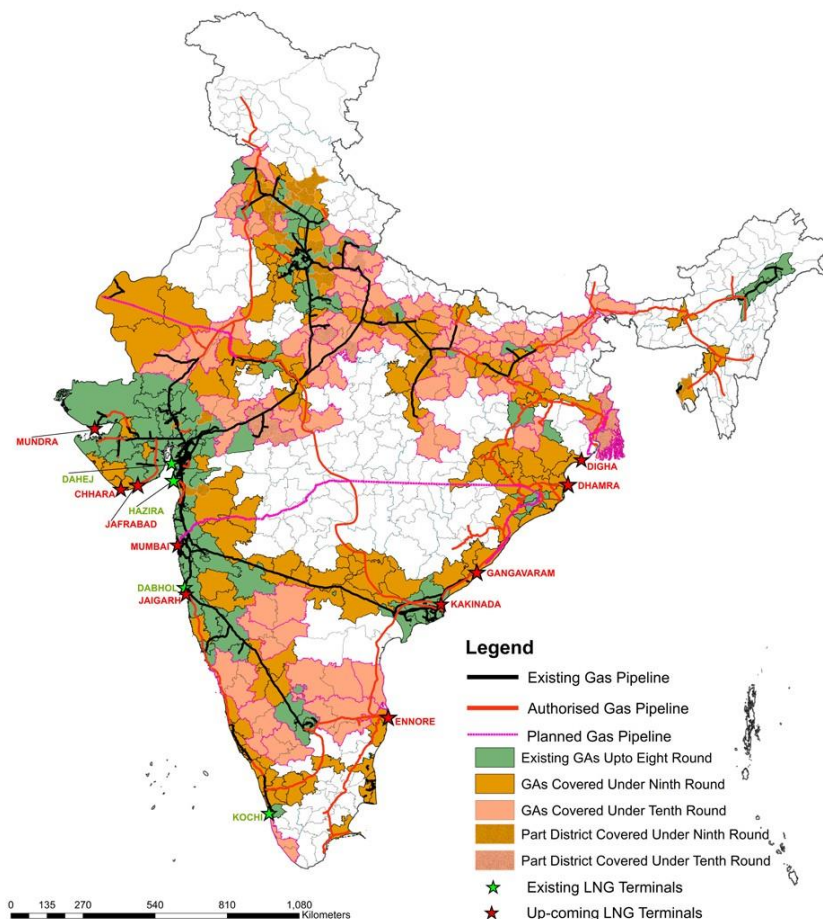 MUNDRA
DAHEJ
CHHARA
HAZIRA
JAFRABAD
MUMBAI
DABHOL
JAIGARH
KOCHI
DIGHA
DHAMRA
GANGAVARAM
KAKINADA
ENNORE
Legend
Existing Gas Pipeline
Authorised Gas Pipeline
Planned Gas Pipeline
Existing GAs Upto Eight Round
GAs Covered Under Ninth Round
GAs Covered Under Tenth Round
Part District Covered Under Ninth Round
Part District Covered Under Tenth Round
Existing LNG Terminals
Up-coming LNG Terminals
0 135 270 540 810 1,080
Kilometers